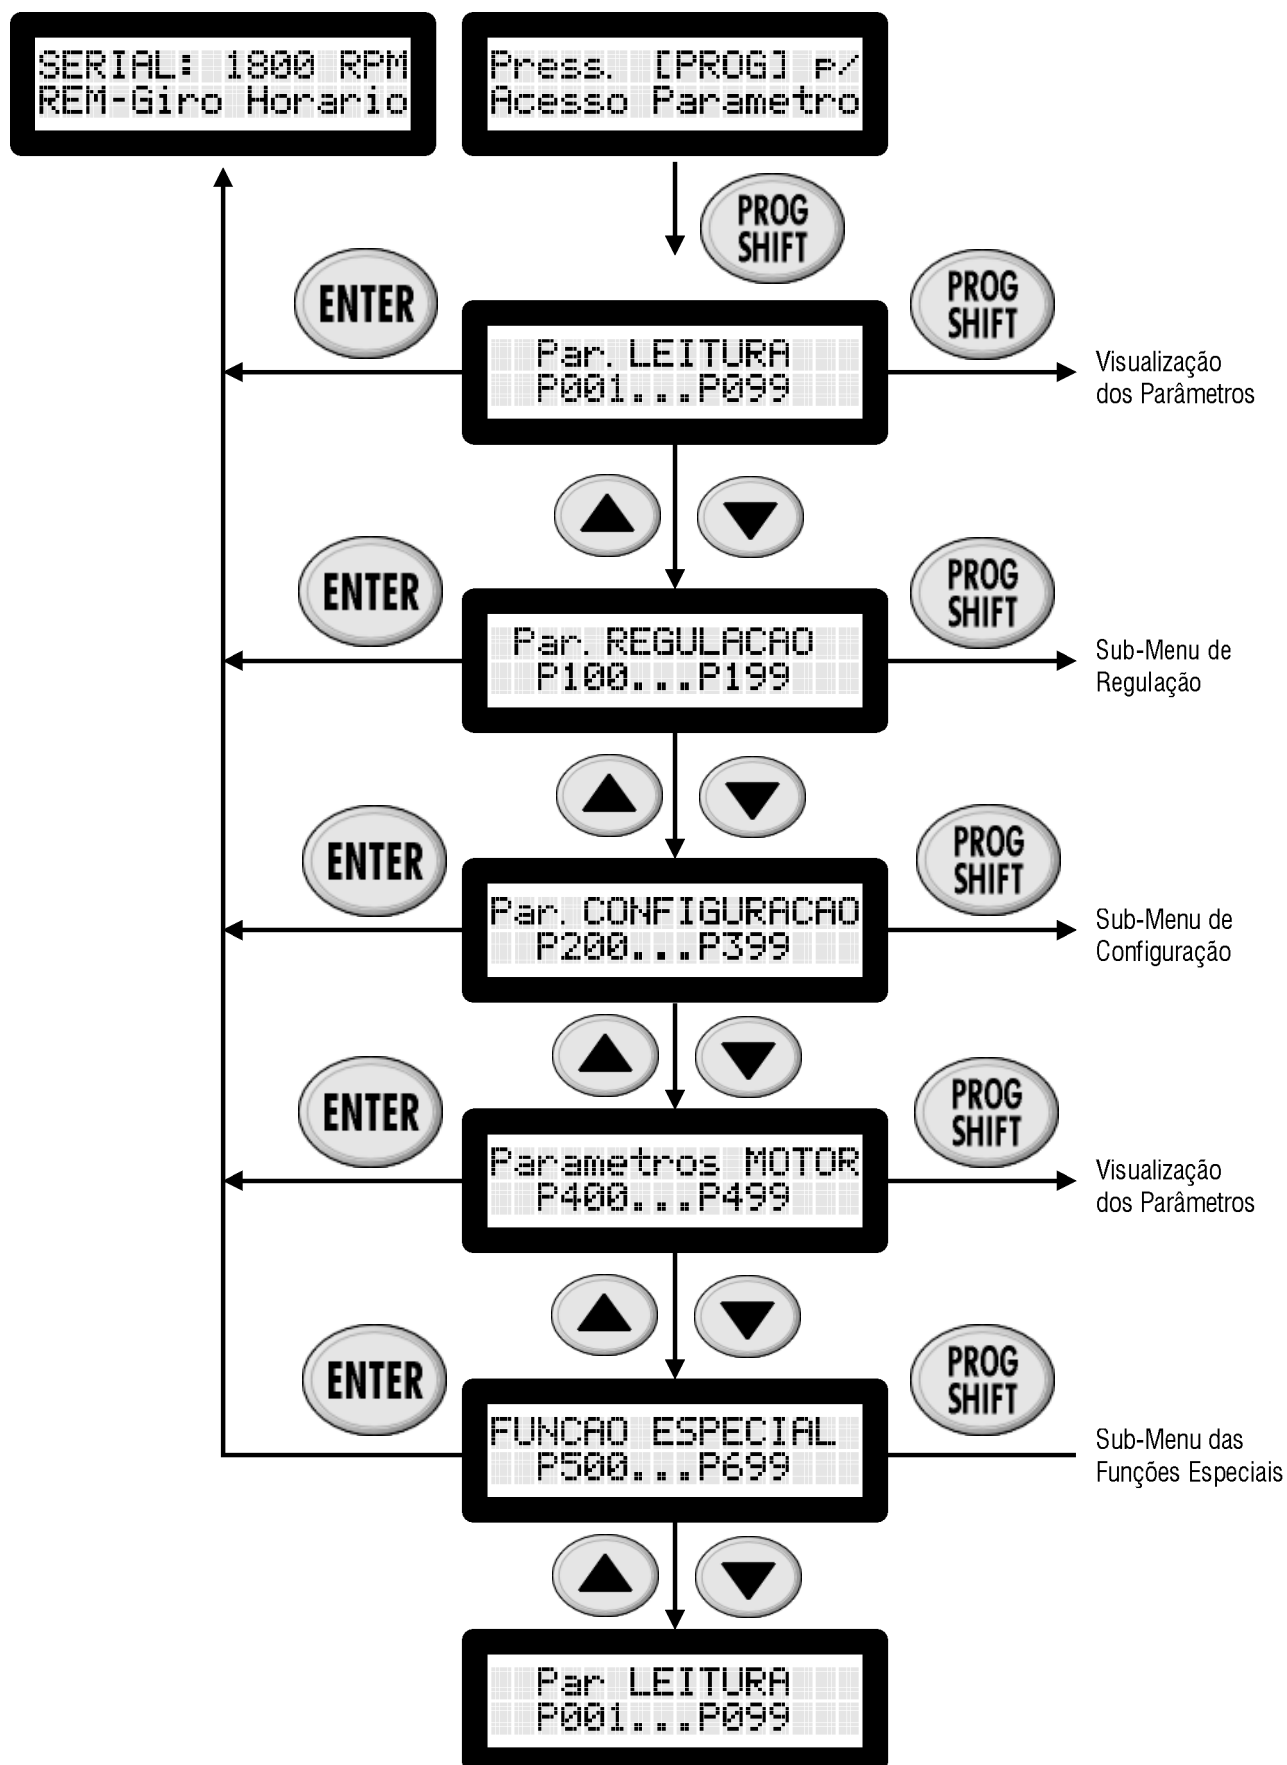 SERIAL: 1800 RPM
REM-Giro Horario
Press. [PROG] p/
Acesso Parametro
PROG
SHIFT
ENTER
Par. LEITURA
P001...P099
PROG
SHIFT
Visualização
dos Parâmetros
ENTER
Par. REGULACAO
P100...P199
PROG
SHIFT
Sub-Menu de
Regulação
ENTER
Par. CONFIGURACAO
P200...P399
PROG
SHIFT
Sub-Menu de
Configuração
ENTER
Parametros MOTOR
P400...P499
PROG
SHIFT
Visualização
dos Parâmetros
ENTER
FUNCAO ESPECIAL
P500...P699
PROG
SHIFT
Sub-Menu das
Funções Especiais
Par LEITURA
P001...P099